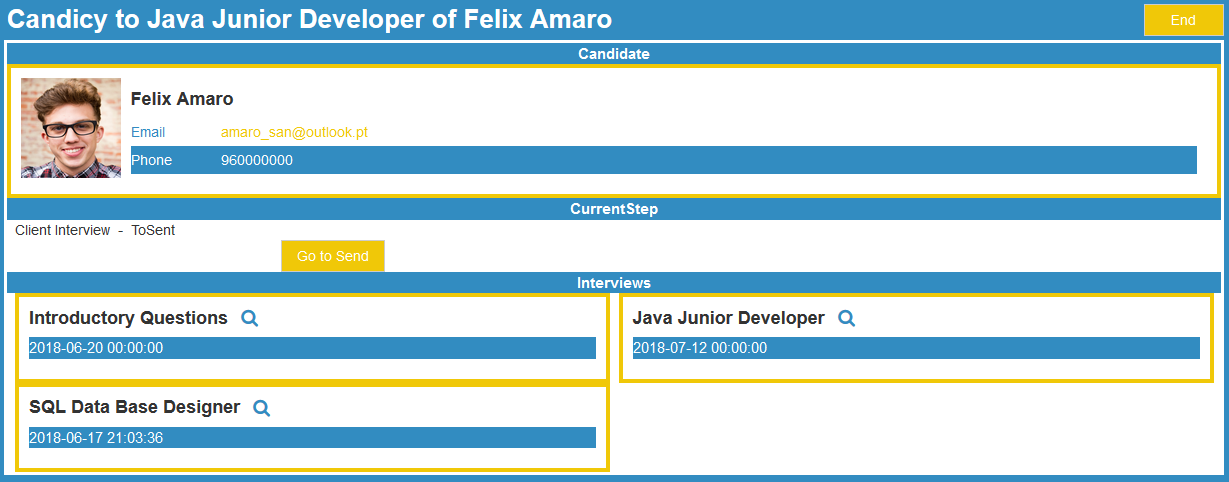 Candicy to Java Junior Developer of Felix Amaro
End
Candidate
Felix Amaro
Email amaro_san@outlook.pt
Phone 960000000
CurrentStep
Client Interview - ToSent
Go to Send
Interviews
Introductory Questions
2018-06-20 00:00:00
Java Junior Developer
2018-07-12 00:00:00
SQL Data Base Designer
2018-06-17 21:03:36